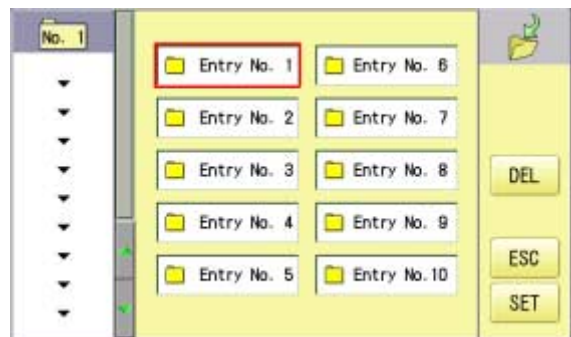 No. 1
Entry No. 1
Entry No. 2
Entry No. 3
Entry No. 4
Entry No. 5
Entry No. 6
Entry No. 7
Entry No. 8
Entry No. 9
Entry No. 10
DEL
ESC
SET